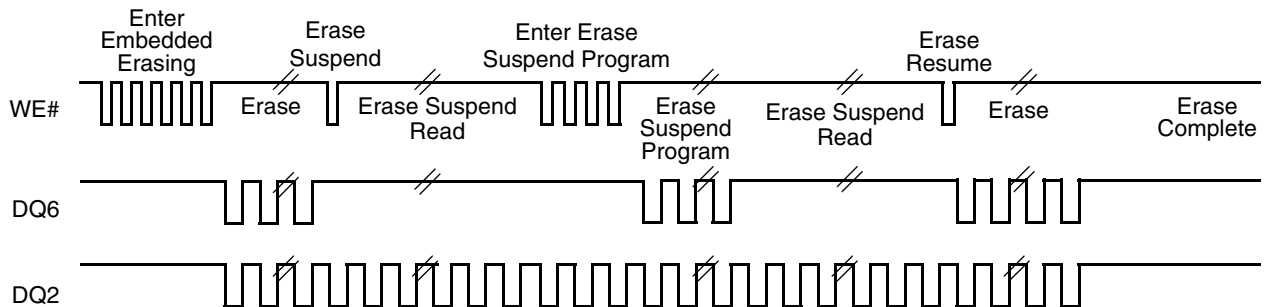 Enter
Embedded
Erasing
Erase
Suspend
Enter Erase
Suspend Program
Erase
Resume
WE#
Erase
Erase Suspend
Read
Erase
Suspend
Program
Erase Suspend
Read
Erase
Erase
Complete
DQ6
DQ2